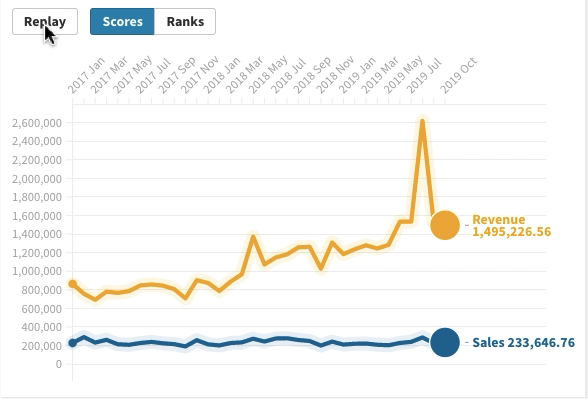 Replay
Scores
Ranks
2017 Jan
2017 Mar
2017 May
2017 Jul
2017 Sep
2017 Nov
2018 Jan
2018 Mar
2018 May
2018 Jul
2018 Sep
2018 Nov
2019 Jan
2019 Mar
2019 May
2019 Jul
2019 Oct
2,600,000
2,400,000
2,200,000
2,000,000
1,800,000
1,600,000
1,400,000
1,200,000
1,000,000
800,000
600,000
400,000
200,000
0
Revenue
1,495,226.56
Sales 233,646.76